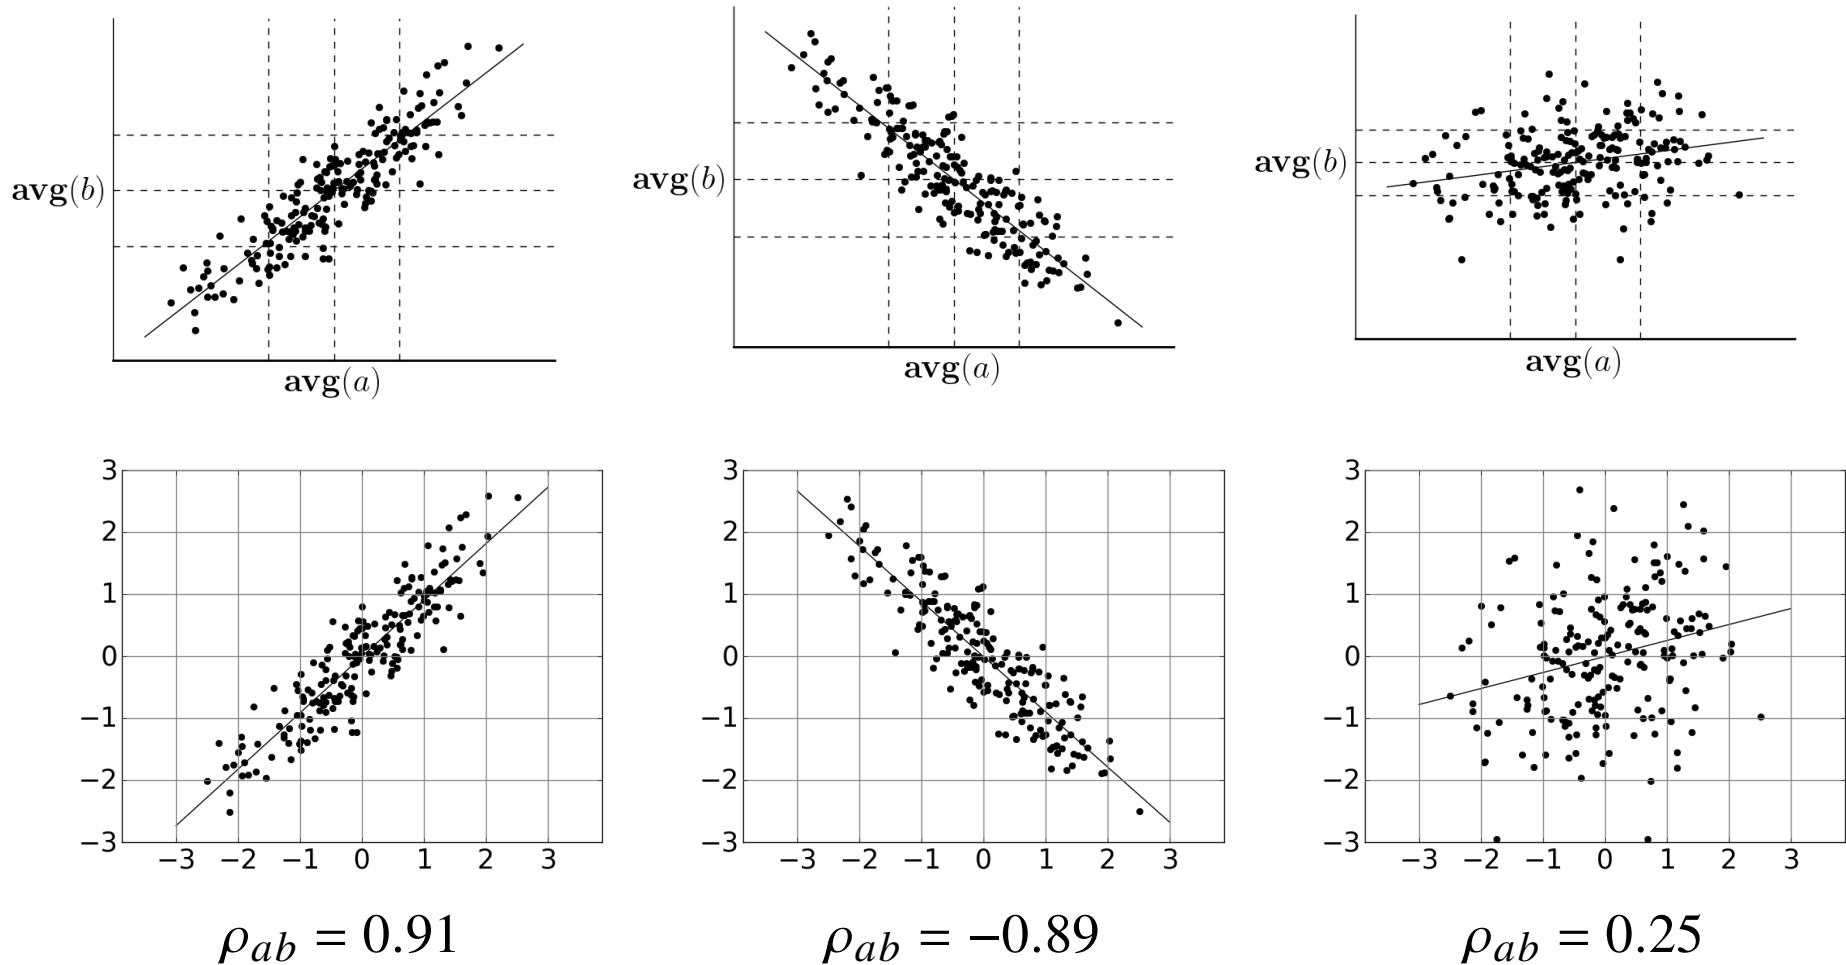 avg(b) avg(b) avg(b)
avg(a) avg(a) avg(a)
3 3 3
2 2 2
1 1 1
0 0 0
−1 −1 −1
−2 −2 −2
−3 −3 −3
−3 −2 −1 0 1 2 3 −3 −2 −1 0 1 2 3 −3 −2 −1 0 1 2 3
ρab = 0.91 ρab = −0.89 ρab = 0.25